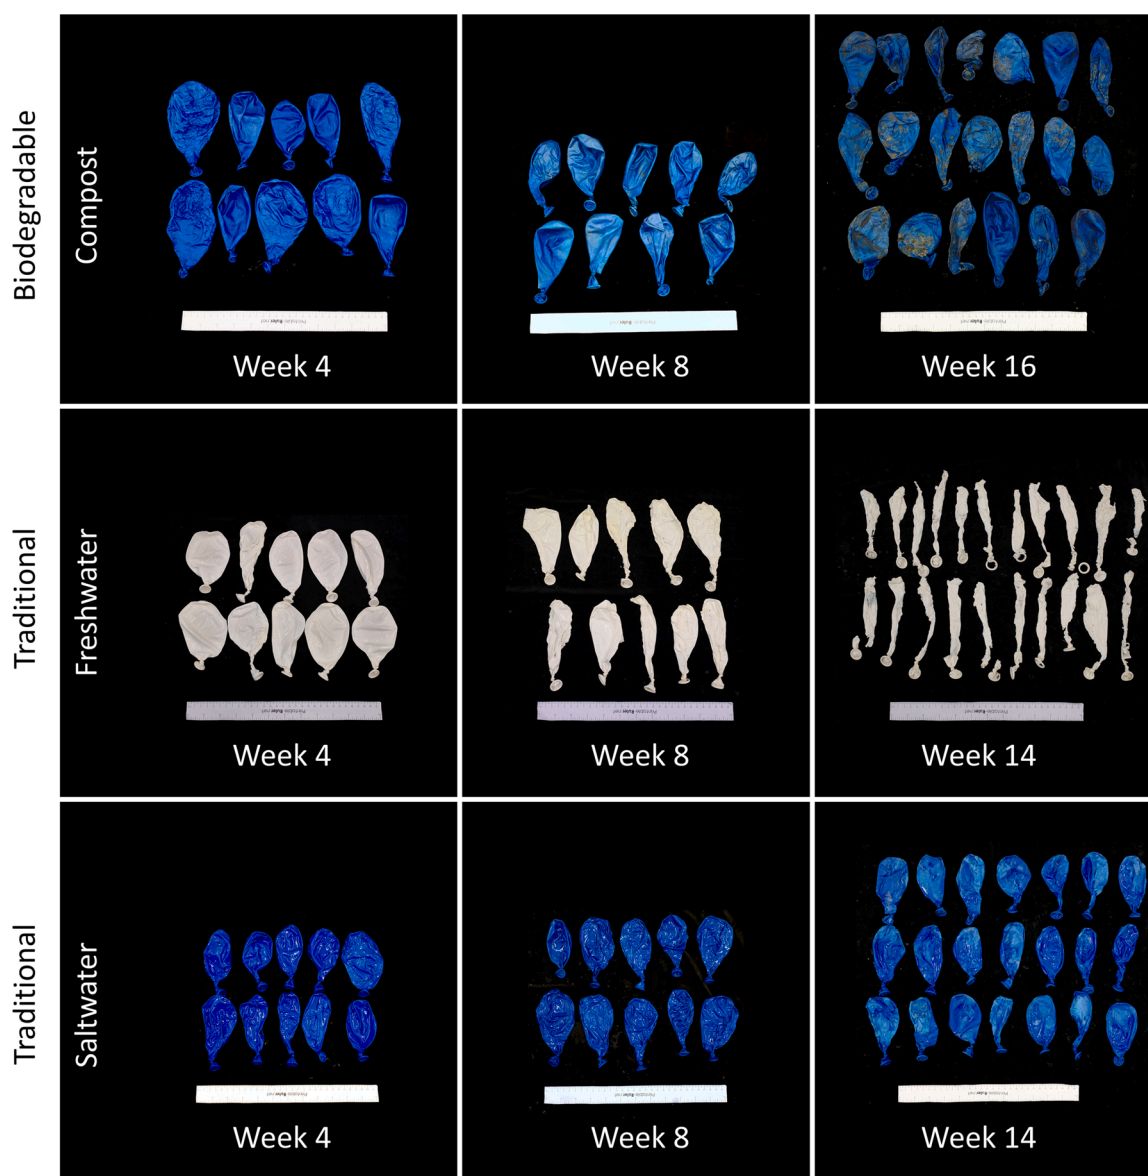 Biodegradable
Compost
Week 4
Week 8
Week 16
Traditional
Freshwater
Week 4
Week 8
Week 14
Traditional
Saltwater
Week 4
Week 8
Week 14